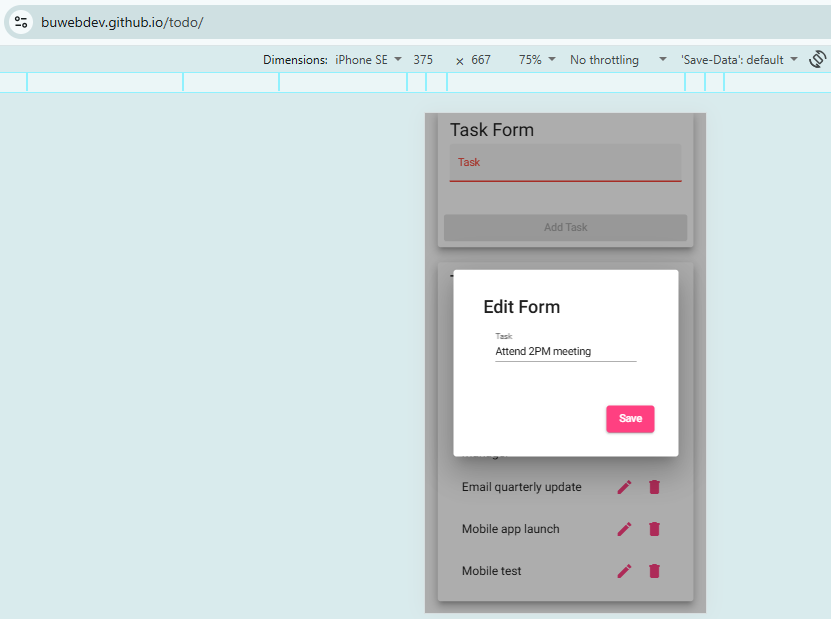 buwebdev.github.io/todo/
Dimensions: iPhone SE 375 × 667 75% No throttling 'Save-Data': default
Task Form
Task
Add Task
Edit Form
Task
Attend 2PM meeting
Save
Email quarterly update
Mobile app launch
Mobile test